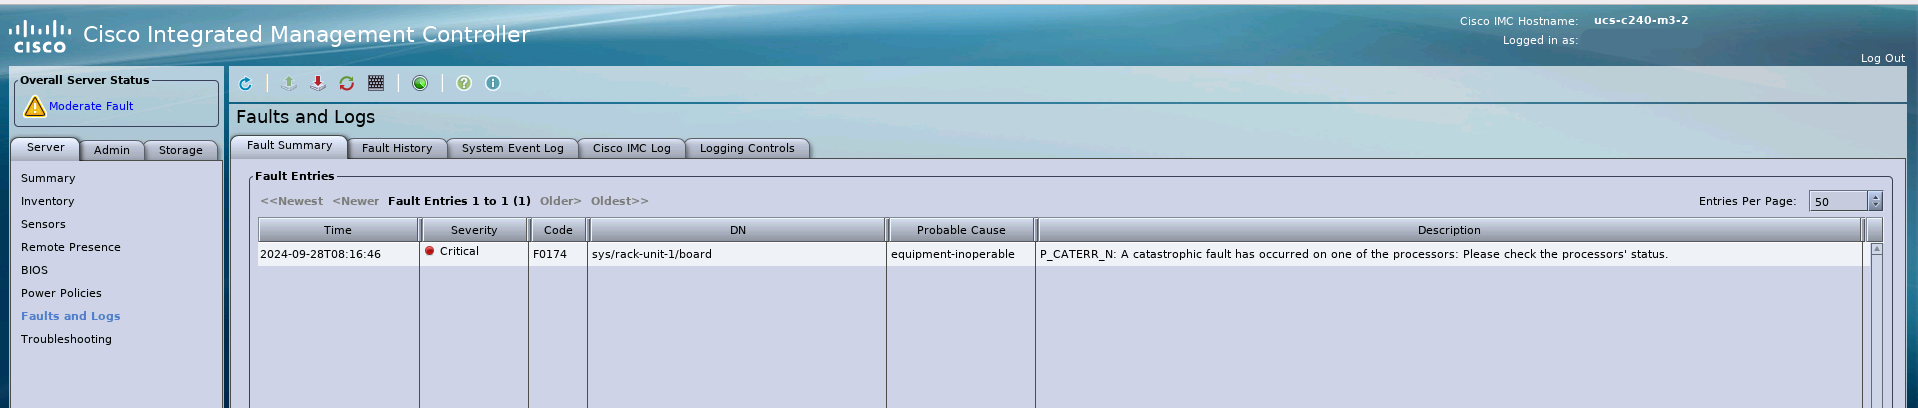 Cisco IMC Hostname: ucs-c240-m3-2
CISCO Cisco Integrated Management Controller
Logged in as:
Log Out
Overall Server Status
Moderate Fault
Faults and Logs
Server Admin Storage
Fault Summary Fault History System Event Log Cisco IMC Log Logging Controls
Summary
Inventory
Sensors
Remote Presence
BIOS
Power Policies
Faults and Logs
Troubleshooting
Fault Entries
<<Newest <Newer Fault Entries 1 to 1 (1) Older> Oldest>> Entries Per Page: 50
Time Severity Code DN Probable Cause Description
2024-09-28T08:16:46 Critical F0174 sys/rack-unit-1/board equipment-inoperable P_CATERR_N: A catastrophic fault has occurred on one of the processors: Please check the processors' status.